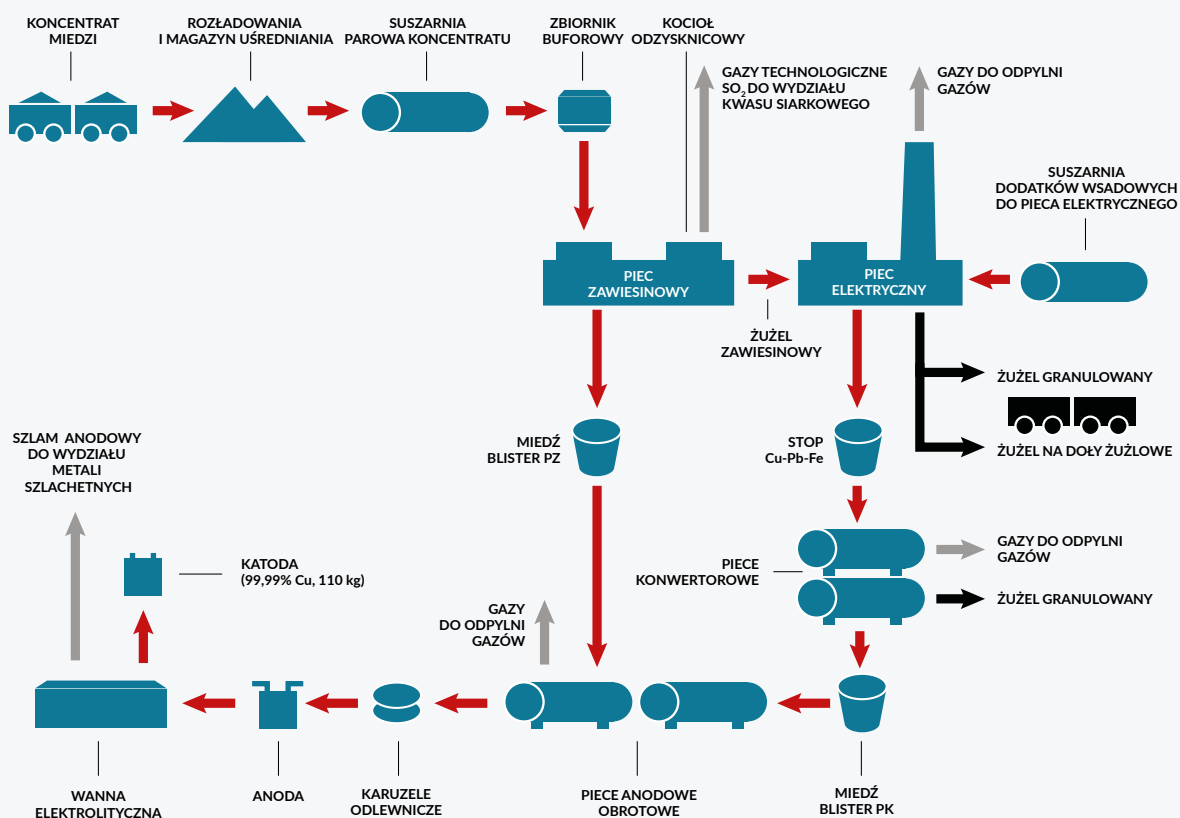 KONCENTRAT
MIEDZI
ROZŁADOWANIA
I MAGAZYN UŚREDNIANIA
SUSZARNIA
PAROWA KONCENTRATU
ZBIORNIK
BUFOROWY
KOCIOŁ
ODZYSKNICOWY
GAZY TECHNOLOGICZNE
SO₂ DO WYDZIAŁU
KWASU SIARKOWEGO
GAZY DO ODPYLNI
GAZÓW
SUSZARNIA
DODATKÓW WSADOWYCH
DO PIECA ELEKTRYCZNEGO
PIEC
ZAWIESINOWY
PIEC
ELEKTRYCZNY
ŻUŻEL
ZAWIESINOWY
ŻUŻEL GRANULOWANY
ŻUŻEL NA DOŁY ŻUŻLOWE
MIEDŹ
BLISTER PZ
STOP
Cu-Pb-Fe
SZLAM ANODOWY
DO WYDZIAŁU
METALI
SZLACHETNYCH
KATODA
(99,99% Cu, 110 kg)
PIECE
KONWERTOROWE
GAZY DO ODPYLNI
GAZÓW
ŻUŻEL GRANULOWANY
GAZY
DO ODPYLNI
GAZÓW
WANNA
ELEKTROLITYCZNA
ANODA
KARUZELE
ODLEWNICZE
PIECE ANODOWE
OBROTOWE
MIEDŹ
BLISTER PK